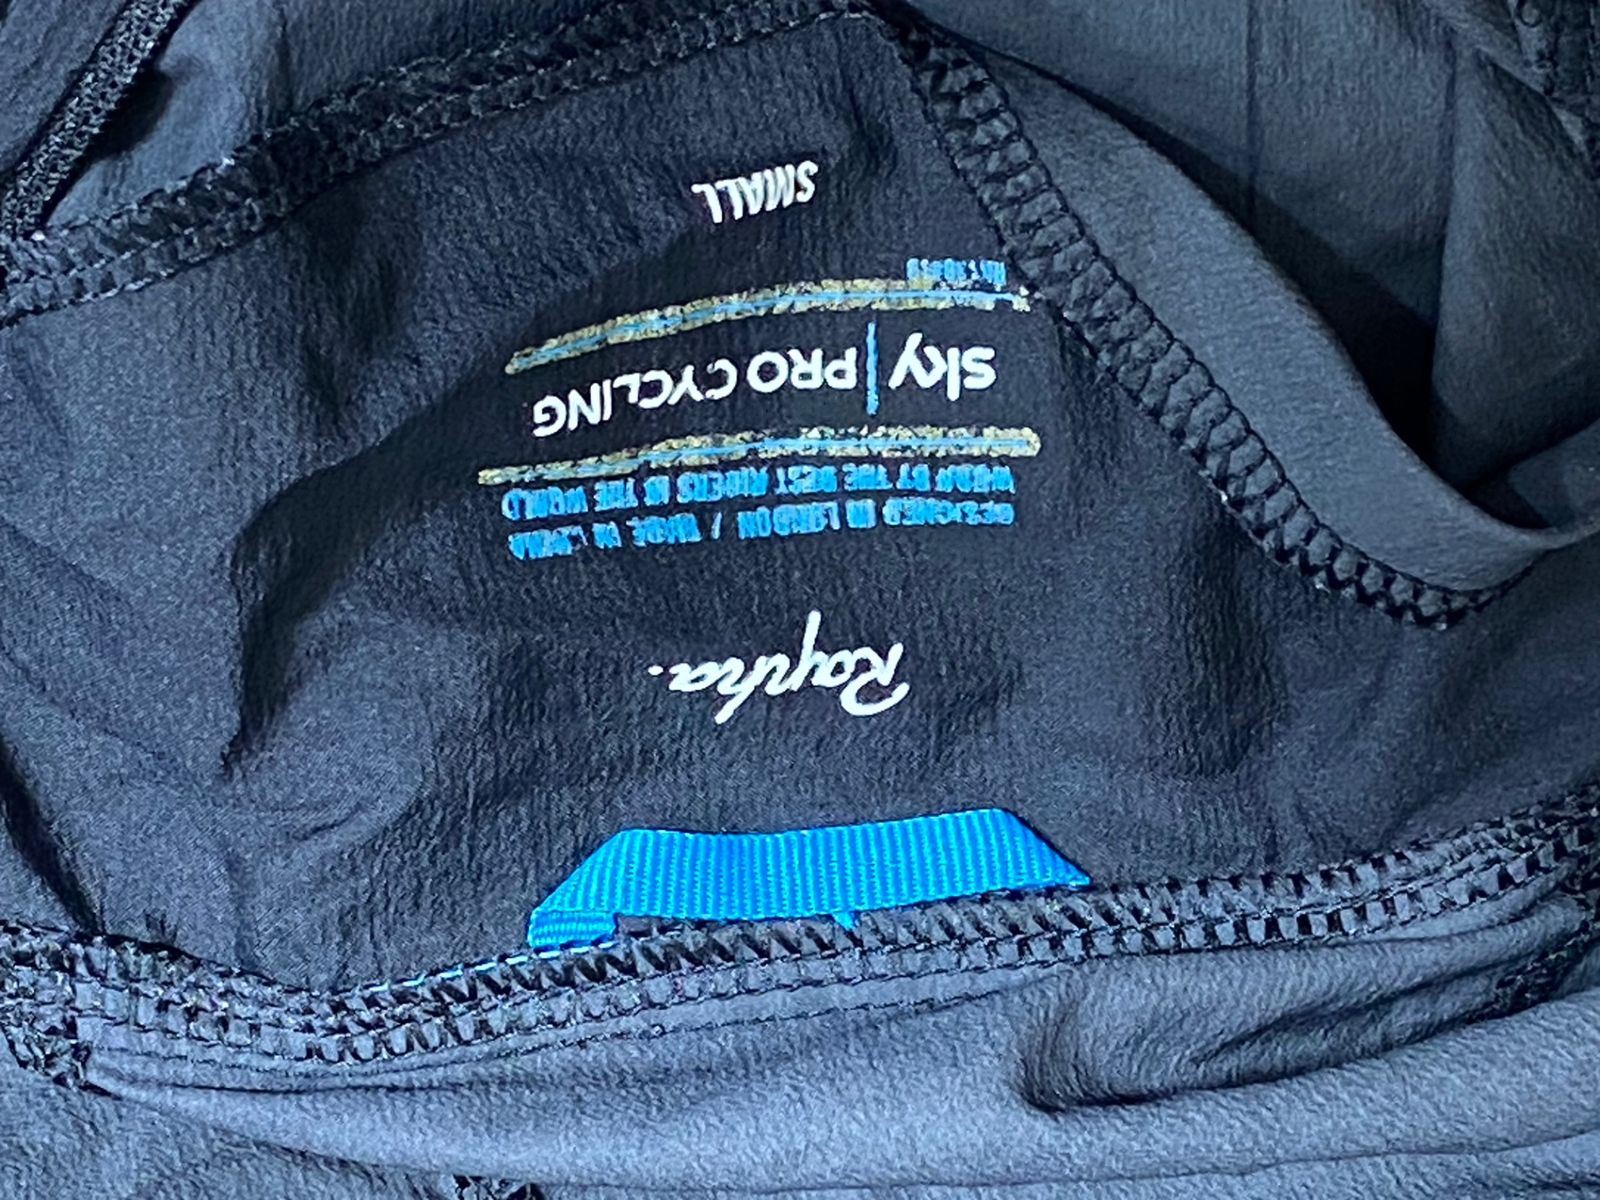 Rapha.
DESIGNED IN LONDON / MADE IN CHINA
WORN BY THE BEST RIDERS IN THE WORLD
sky | PRO CYCLING
SMALL